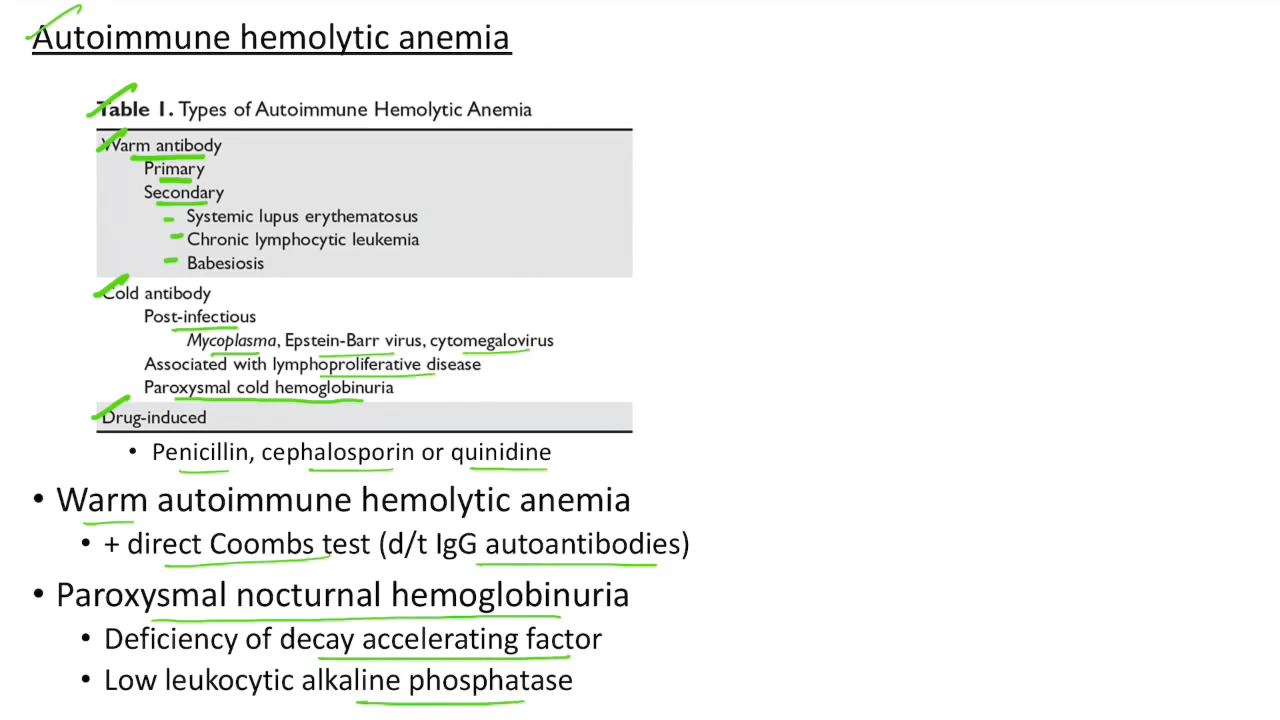 Autoimmune hemolytic anemia
Table 1. Types of Autoimmune Hemolytic Anemia
Warm antibody
Primary
Secondary
Systemic lupus erythematosus
Chronic lymphocytic leukemia
Babesiosis
Cold antibody
Post-infectious
Mycoplasma, Epstein-Barr virus, cytomegalovirus
Associated with lymphoproliferative disease
Paroxysmal cold hemoglobinuria
Drug-induced
• Penicillin, cephalosporin or quinidine
• Warm autoimmune hemolytic anemia
• + direct Coombs test (d/t IgG autoantibodies)
• Paroxysmal nocturnal hemoglobinuria
• Deficiency of decay accelerating factor
• Low leukocytic alkaline phosphatase